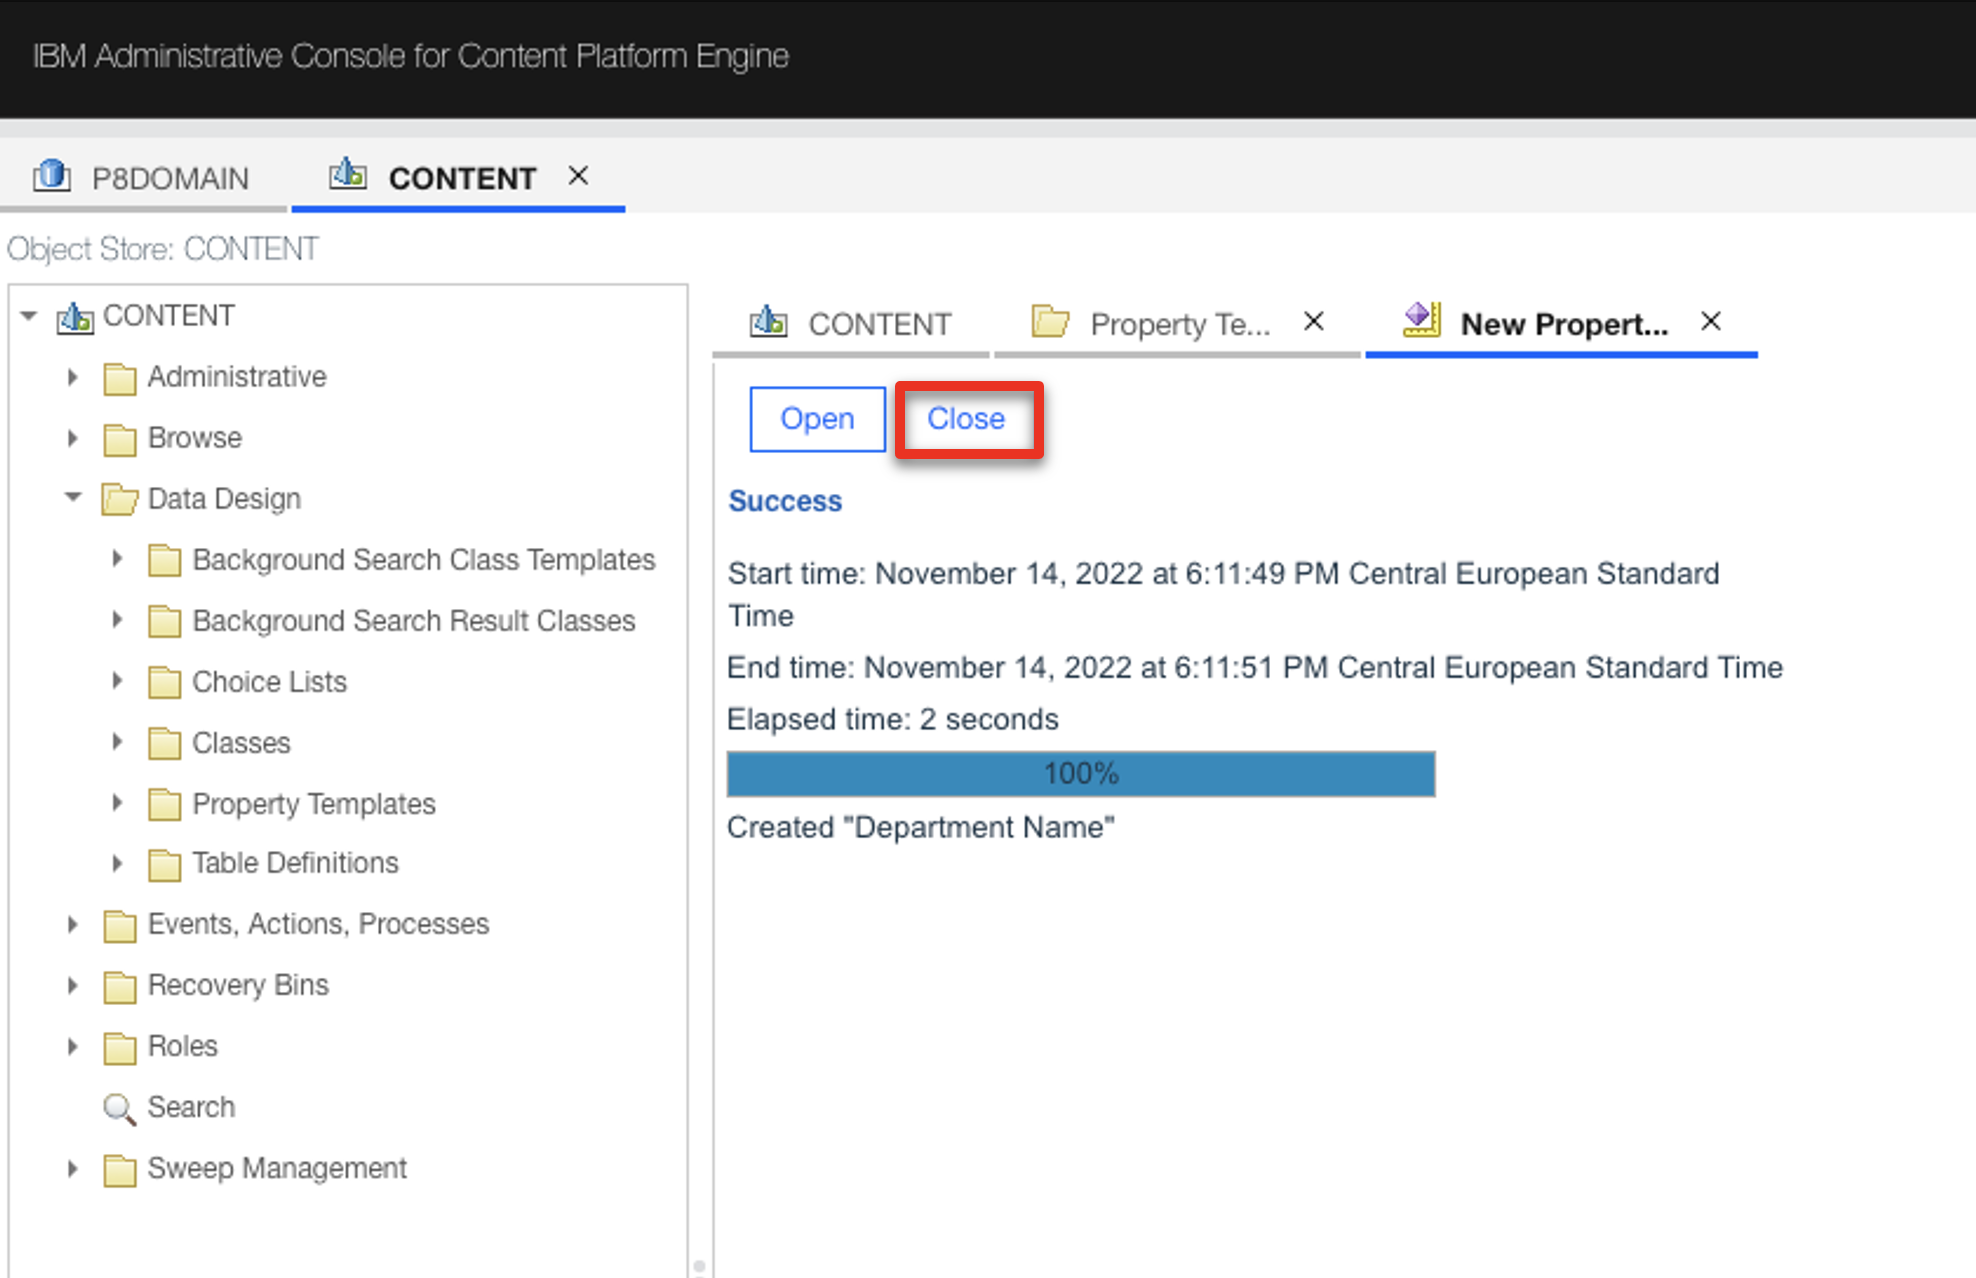 IBM Administrative Console for Content Platform Engine
P8DOMAIN
CONTENT
Object Store: CONTENT
CONTENT
Administrative
Browse
Data Design
Background Search Class Templates
Background Search Result Classes
Choice Lists
Classes
Property Templates
Table Definitions
Events, Actions, Processes
Recovery Bins
Roles
Search
Sweep Management
CONTENT
Property Te...
New Propert...
Open
Close
Success
Start time: November 14, 2022 at 6:11:49 PM Central European Standard
Time
End time: November 14, 2022 at 6:11:51 PM Central European Standard Time
Elapsed time: 2 seconds
100%
Created "Department Name"